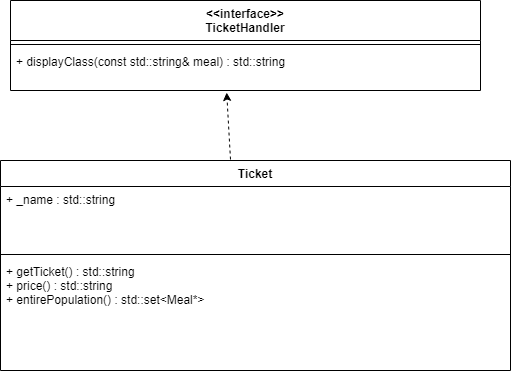 <<interface>>
TicketHandler
+ displayClass(const std::string& meal) : std::string
Ticket
+ _name : std::string
+ getTicket() : std::string
+ price() : std::string
+ entirePopulation() : std::set<Meal*>